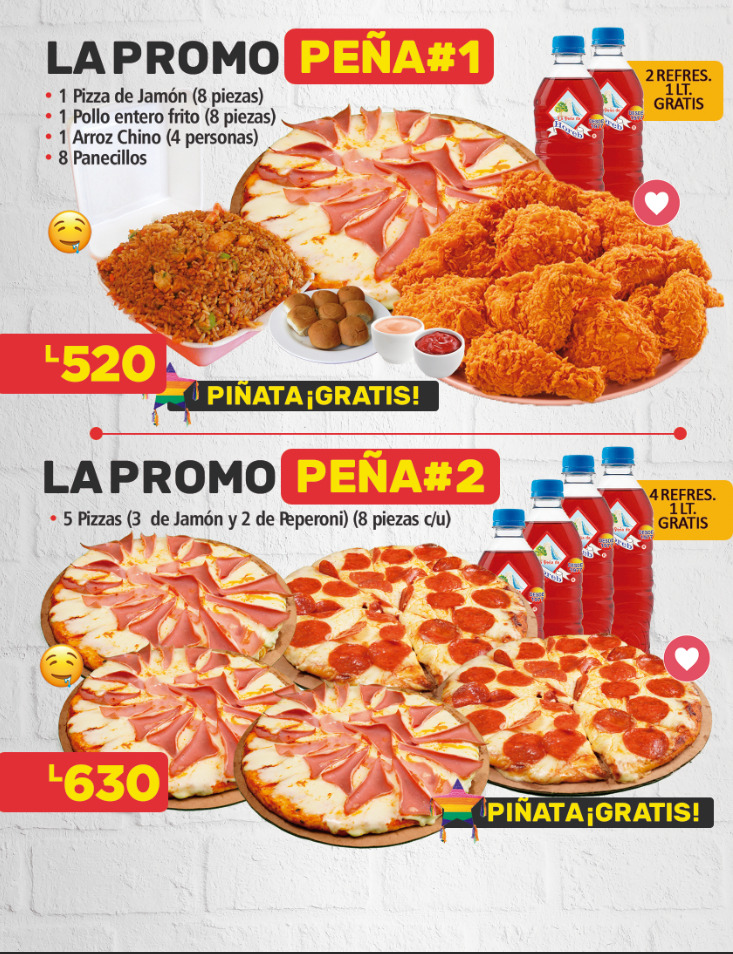 LA PROMO PEÑA#1
• 1 Pizza de Jamón (8 piezas)
• 1 Pollo entero frito (8 piezas)
• 1 Arroz Chino (4 personas)
• 8 Panecillos
2 REFRES.
1 LT.
GRATIS
Horeb
L520
PIÑATA ¡GRATIS!
LA PROMO PEÑA#2
• 5 Pizzas (3 de Jamón y 2 de Peperoni) (8 piezas c/u)
4 REFRES.
1 LT.
GRATIS
L630
PIÑATA ¡GRATIS!